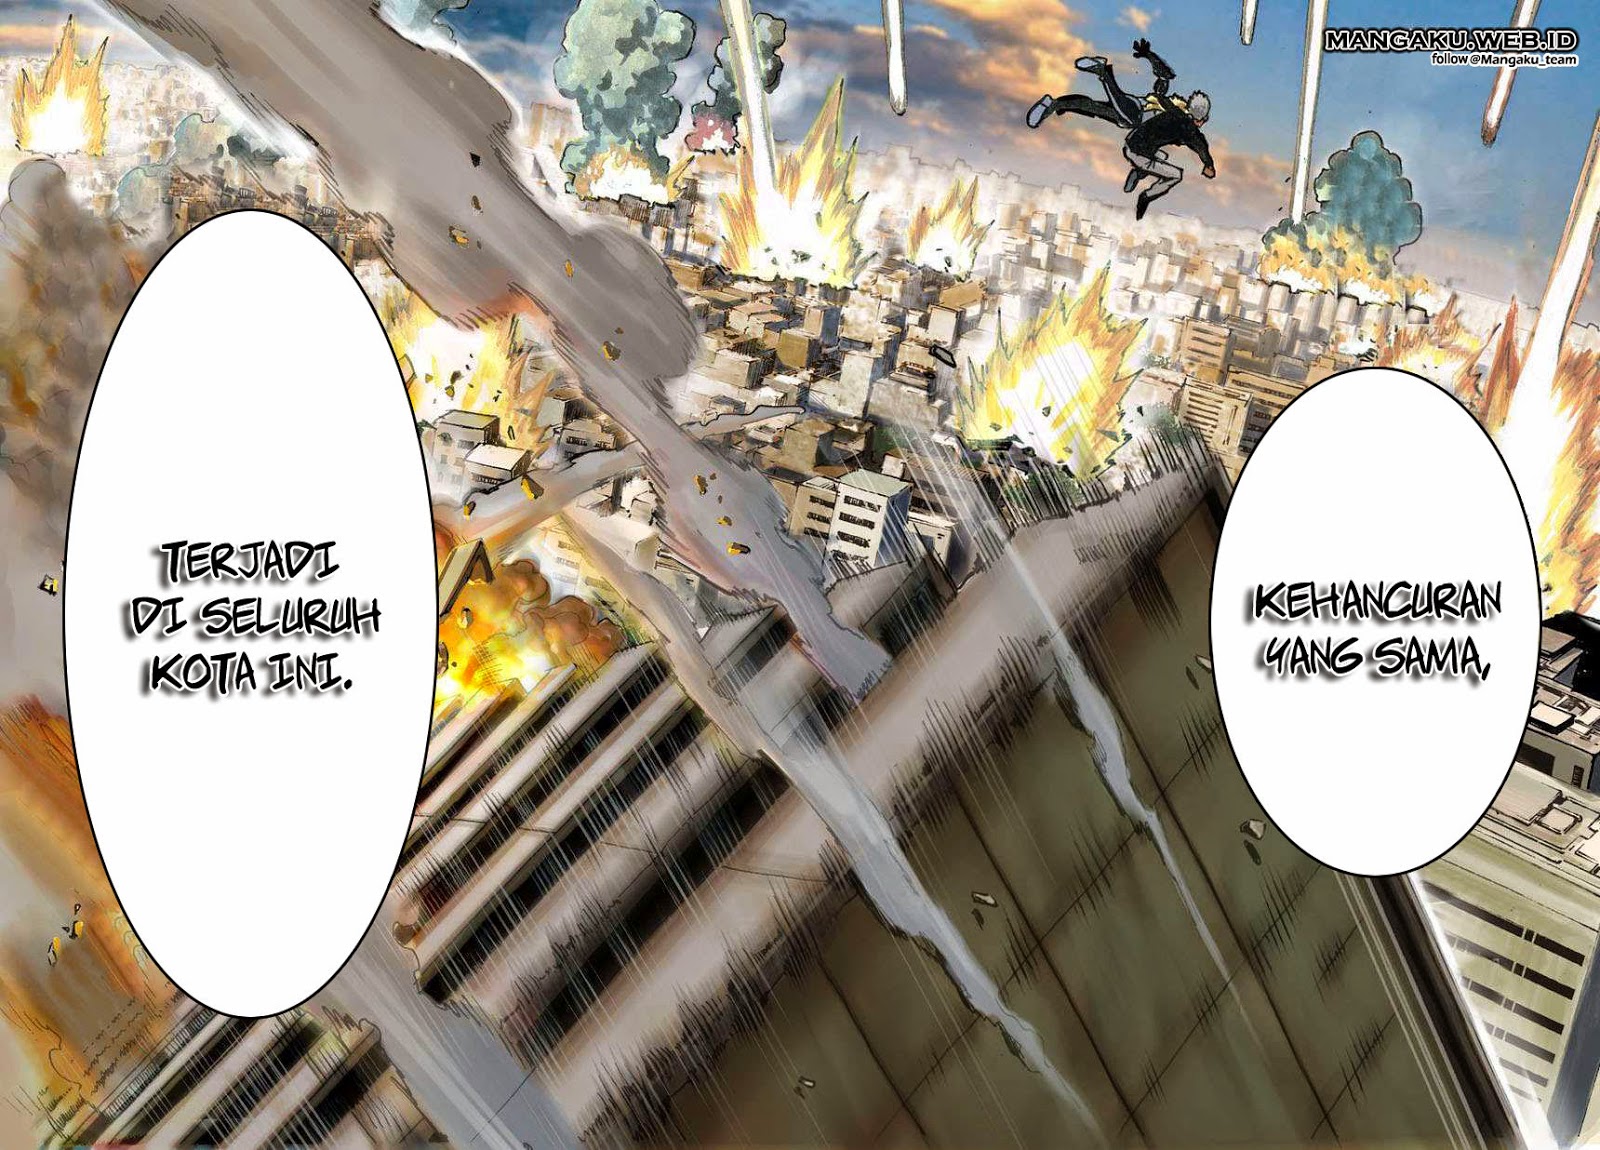 MANGAKU.WEB.ID
follow @Mangaku_team
KEHANCURAN
YANG SAMA,
TERJADI
DI SELURUH
KOTA INI.